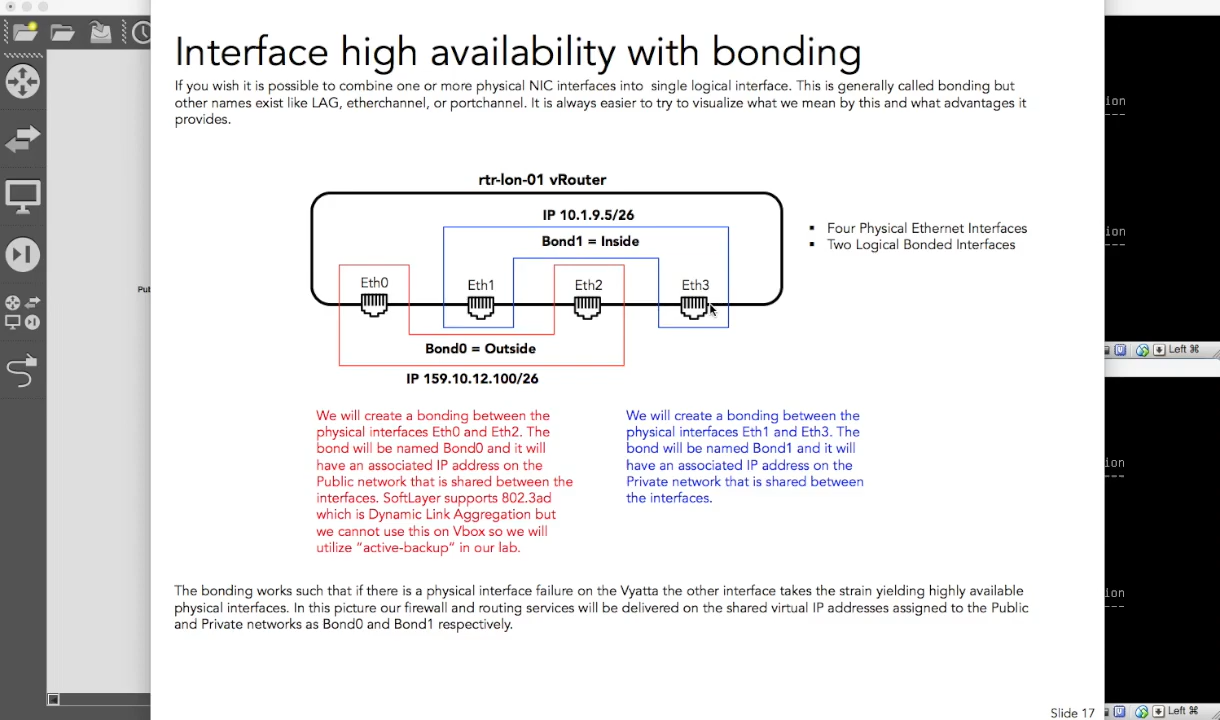 Interface high availability with bonding
If you wish it is possible to combine one or more physical NIC interfaces into single logical interface. This is generally called bonding but
other names exist like LAG, etherchannel, or portchannel. It is always easier to try to visualize what we mean by this and what advantages it
provides.
rtr-lon-01 vRouter
IP 10.1.9.5/26
Bond1 = Inside
Eth0
Eth1
Eth2
Eth3
Bond0 = Outside
IP 159.10.12.100/26
▪ Four Physical Ethernet Interfaces
▪ Two Logical Bonded Interfaces
We will create a bonding between the
physical interfaces Eth0 and Eth2. The
bond will be named Bond0 and it will
have an associated IP address on the
Public network that is shared between the
interfaces. SoftLayer supports 802.3ad
which is Dynamic Link Aggregation but
we cannot use this on Vbox so we will
utilize “active-backup” in our lab.
We will create a bonding between the
physical interfaces Eth1 and Eth3. The
bond will be named Bond1 and it will
have an associated IP address on the
Private network that is shared between
the interfaces.
The bonding works such that if there is a physical interface failure on the Vyatta the other interface takes the strain yielding highly available
physical interfaces. In this picture our firewall and routing services will be delivered on the shared virtual IP addresses assigned to the Public
and Private networks as Bond0 and Bond1 respectively.
Slide 17
Pu
ion
---
ion
---
Left ⌘
ion
---
ion
---
Left ⌘